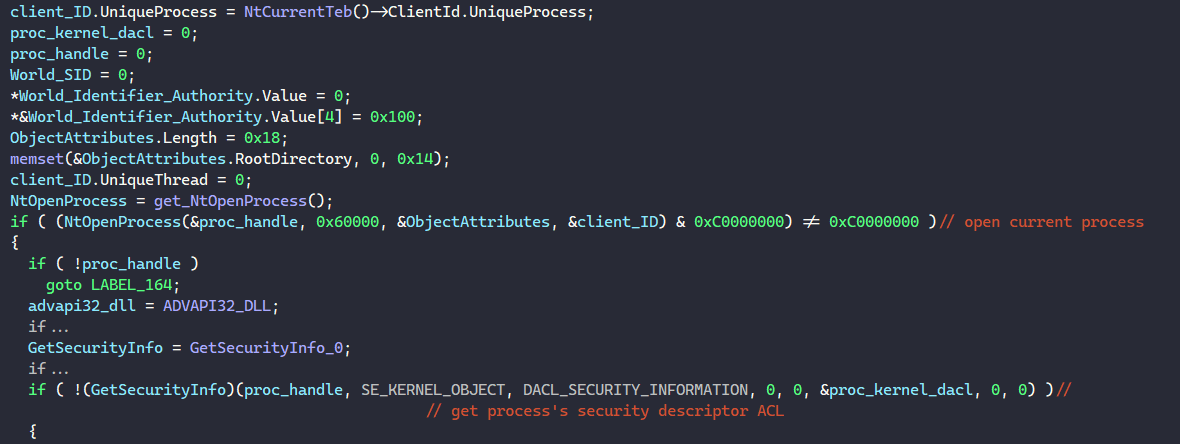 client_ID.UniqueProcess = NtCurrentTeb()->ClientId.UniqueProcess;
proc_kernel_dacl = 0;
proc_handle = 0;
World_SID = 0;
*World_Identifier_Authority.Value = 0;
*&World_Identifier_Authority.Value[4] = 0x100;
ObjectAttributes.Length = 0x18;
memset(&ObjectAttributes.RootDirectory, 0, 0x14);
client_ID.UniqueThread = 0;
NtOpenProcess = get_NtOpenProcess();
if ( (NtOpenProcess(&proc_handle, 0x60000, &ObjectAttributes, &client_ID) & 0xC0000000) != 0xC0000000 )// open current process
{
  if ( !proc_handle )
    goto LABEL_164;
  advapi32_dll = ADVAPI32_DLL;
  if ...
  GetSecurityInfo = GetSecurityInfo_0;
  if ...
  if ( !(GetSecurityInfo)(proc_handle, SE_KERNEL_OBJECT, DACL_SECURITY_INFORMATION, 0, 0, &proc_kernel_dacl, 0, 0) )//
                                              // get process's security descriptor ACL
  {